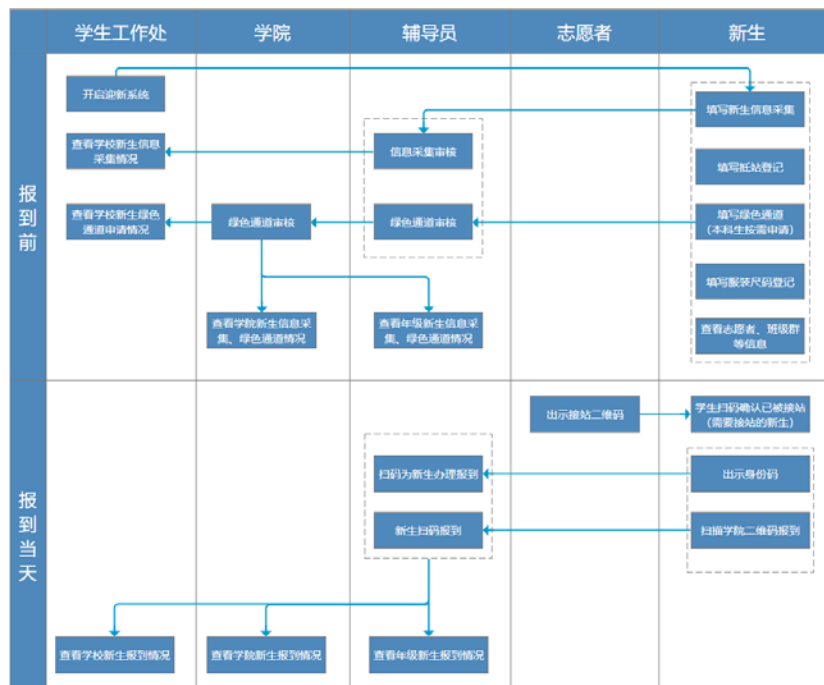 学生工作处
学院
辅导员
志愿者
新生
报到前
开启迎新系统
填写新生信息采集
查看学校新生信息
采集情况
信息采集审核
填写抵站登记
查看学校新生绿色
通道申请情况
绿色通道审核
绿色通道审核
填写绿色通道
(本科生按需申请)
填写服装尺码登记
查看学院新生信息采
集、绿色通道情况
查看年级新生信息采
集、绿色通道情况
查看志愿者、班级群
等信息
报到当天
出示接站二维码
学生扫码确认已被接站
(需要接站的新生)
扫码为新生办理报到
出示身份码
新生扫码报到
扫描学院二维码报到
查看学校新生报到情况
查看学院新生报到情况
查看年级新生报到情况